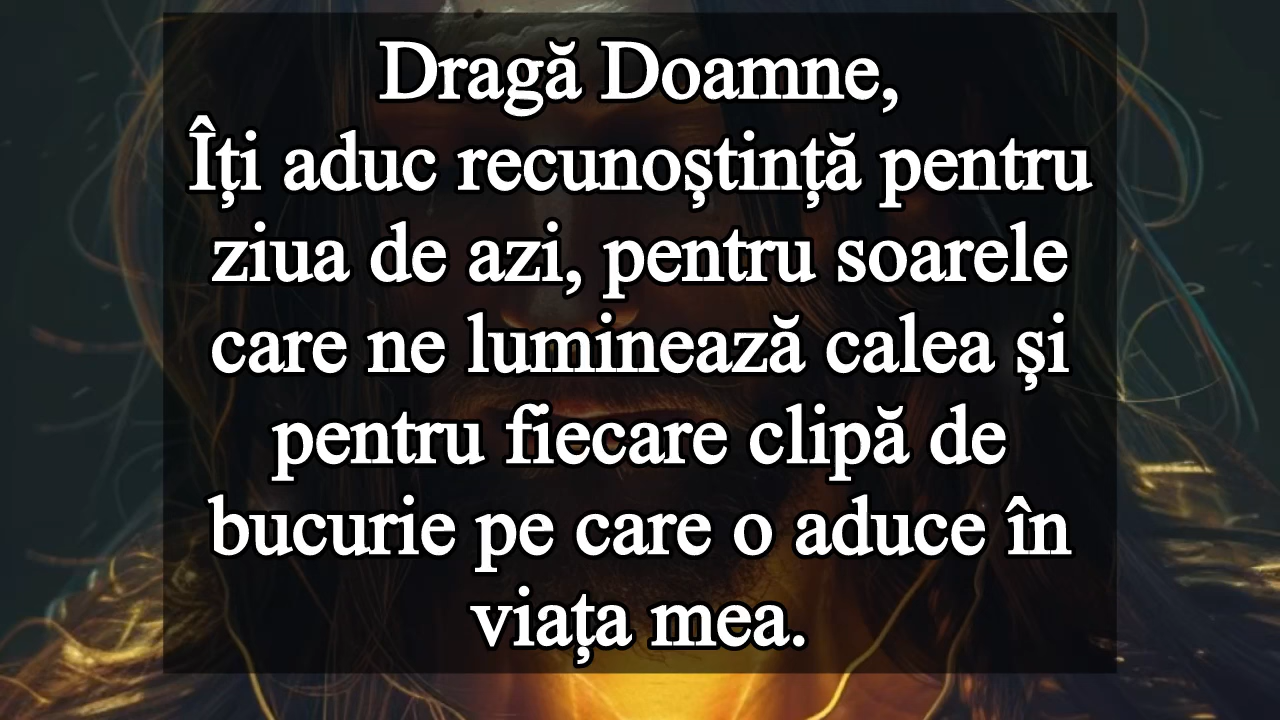 Dragă Doamne,
Îți aduc recunoștință pentru
ziua de azi, pentru soarele
care ne luminează calea și
pentru fiecare clipă de
bucurie pe care o aduce în
viața mea.